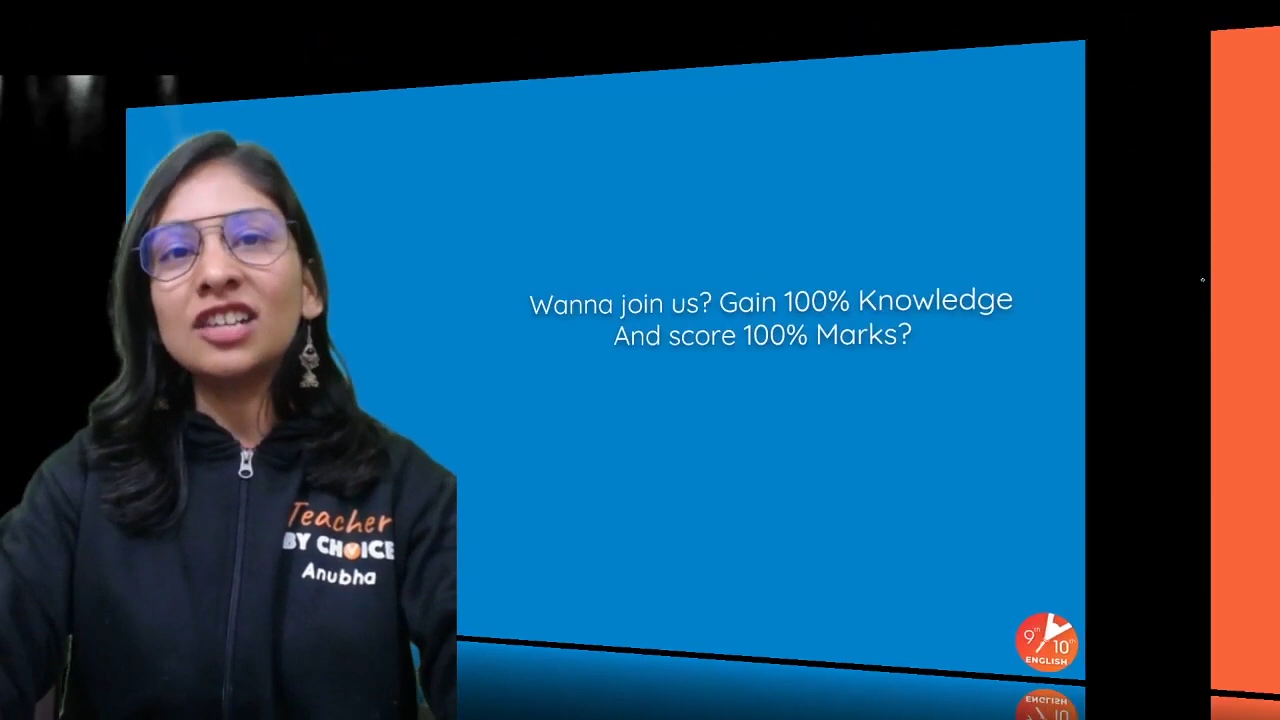 Wanna join us? Gain 100% Knowledge
And score 100% Marks?
Teacher
BY CHOICE
Anubha
9th
10th
ENGLISH